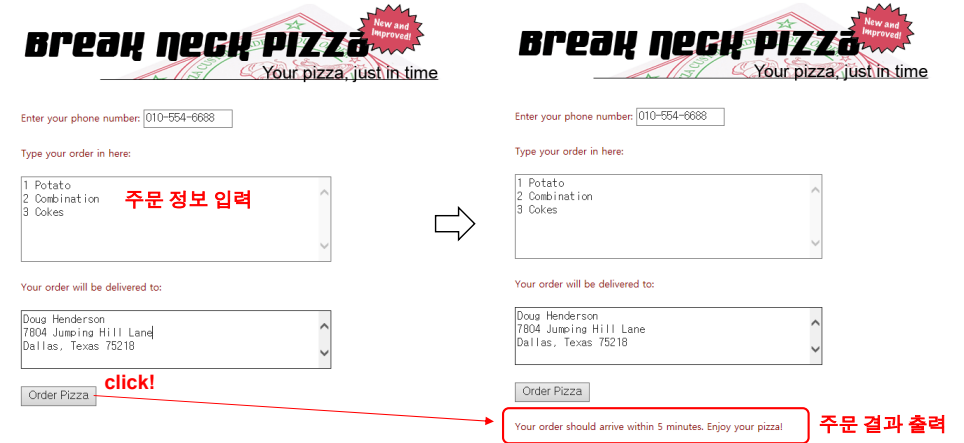 Break Neck Pizza
New and
Improved!
Your pizza, just in time
Enter your phone number: 010-554-6688
Type your order in here:
1 Potato
2 Combination
3 Cokes
주문 정보 입력
Your order will be delivered to:
Doug Henderson
7804 Jumping Hill Lane
Dallas, Texas 75218
Order Pizza
click!
Break Neck Pizza
New and
Improved!
Your pizza, just in time
Enter your phone number: 010-554-6688
Type your order in here:
1 Potato
2 Combination
3 Cokes
Your order will be delivered to:
Doug Henderson
7804 Jumping Hill Lane
Dallas, Texas 75218
Order Pizza
Your order should arrive within 5 minutes. Enjoy your pizza!
주문 결과 출력